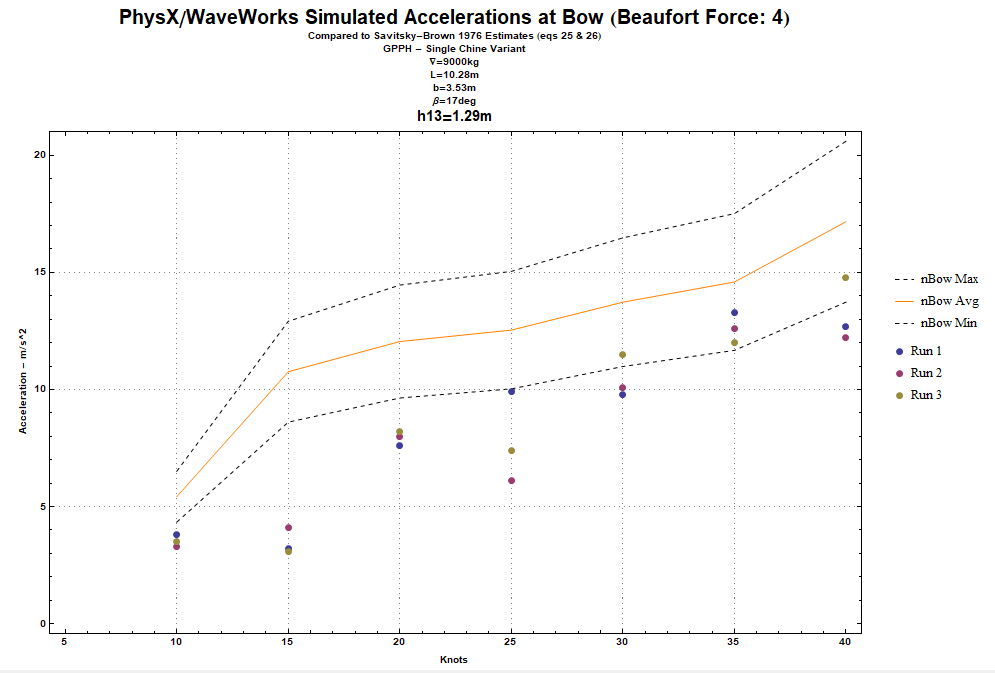 PhysX/WaveWorks Simulated Accelerations at Bow (Beaufort Force: 4)
Compared to Savitsky–Brown 1976 Estimates (eqs 25 & 26)
GPPH – Single Chine Variant
∇=9000kg
L=10.28m
b=3.53m
β=17deg
h13=1.29m
20
15
10
5
0
Acceleration – m/s^2
5 10 15 20 25 30 35 40
Knots
nBow Max
nBow Avg
nBow Min
Run 1
Run 2
Run 3